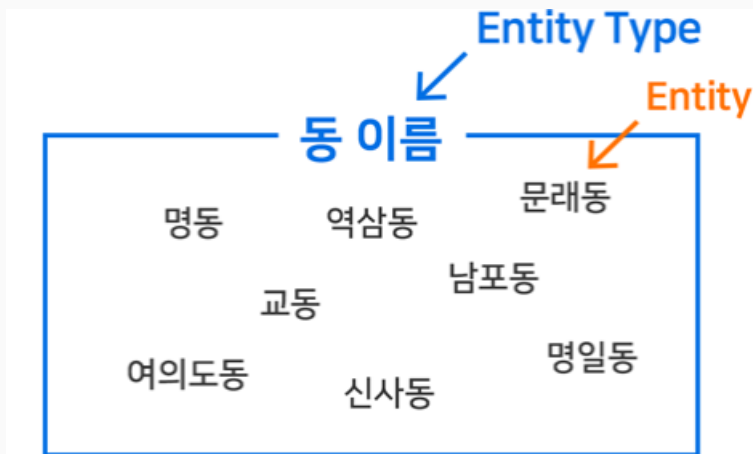 Entity Type
Entity
동 이름
문래동
명동
역삼동
남포동
교동
명일동
여의도동
신사동